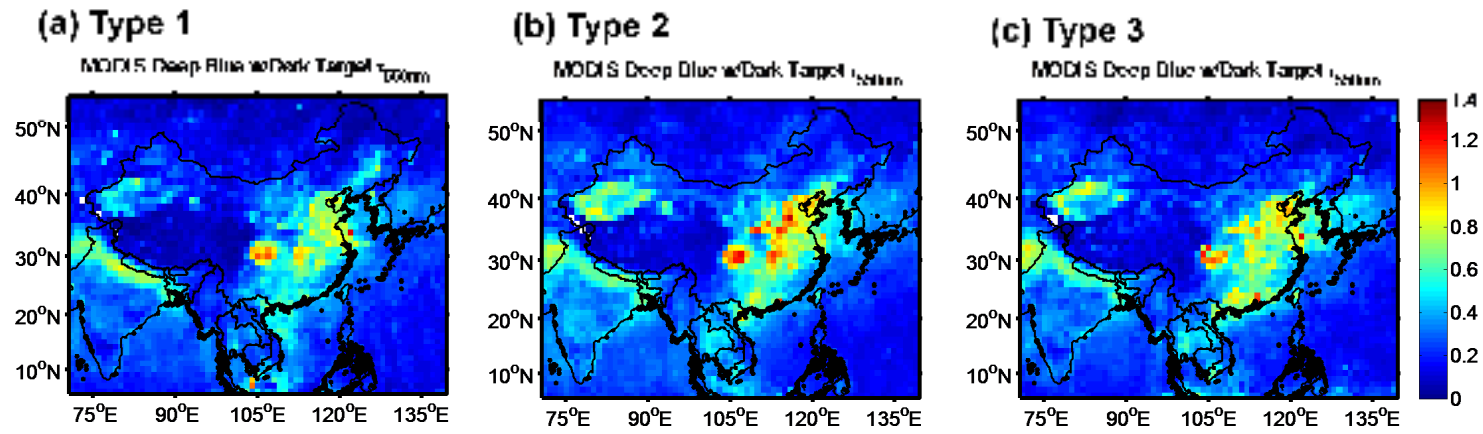 (a) Type 1
(b) Type 2
(c) Type 3
MODIS Deep Blue w/Dark Target τ550nm
MODIS Deep Blue w/Dark Target τ550nm
MODIS Deep Blue w/Dark Target τ550nm
50°N
40°N
30°N
20°N
10°N
75°E 90°E 105°E 120°E 135°E
50°N
40°N
30°N
20°N
10°N
75°E 90°E 105°E 120°E 135°E
50°N
40°N
30°N
20°N
10°N
75°E 90°E 105°E 120°E 135°E
1.4
1.2
1
0.8
0.6
0.4
0.2
0